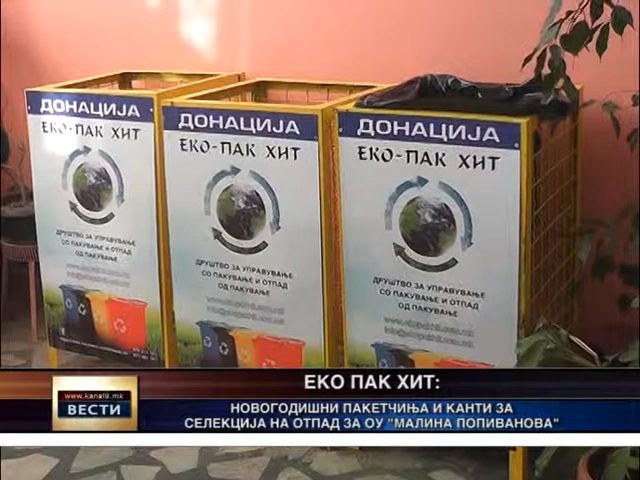 ДОНАЦИЈА
ЕКО-ПАК ХИТ
ДРУШТВО ЗА УПРАВУВАЊЕ
СО ПАКУВАЊЕ И ОТПАД
ОД ПАКУВАЊЕ
ДОНАЦИЈА
ЕКО-ПАК ХИТ
ДРУШТВО ЗА УПРАВУВАЊЕ
СО ПАКУВАЊЕ И ОТПАД
ОД ПАКУВАЊЕ
ДОНАЦИЈА
ЕКО-ПАК ХИТ
ДРУШТВО ЗА УПРАВУВАЊЕ
СО ПАКУВАЊЕ И ОТПАД
ОД ПАКУВАЊЕ
ЕКО ПАК ХИТ:
www.kanal8.mk
ВЕСТИ
НОВОГОДИШНИ ПАКЕТЧИЊА И КАНТИ ЗА
СЕЛЕКЦИЈА НА ОТПАД ЗА ОУ "МАЛИНА ПОПИВАНОВА"